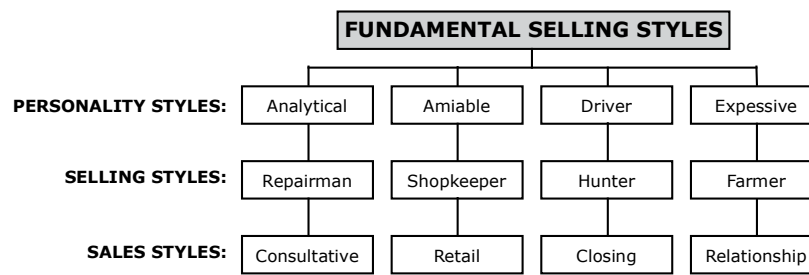 FUNDAMENTAL SELLING STYLES
PERSONALITY STYLES: Analytical Amiable Driver Expessive
SELLING STYLES: Repairman Shopkeeper Hunter Farmer
SALES STYLES: Consultative Retail Closing Relationship